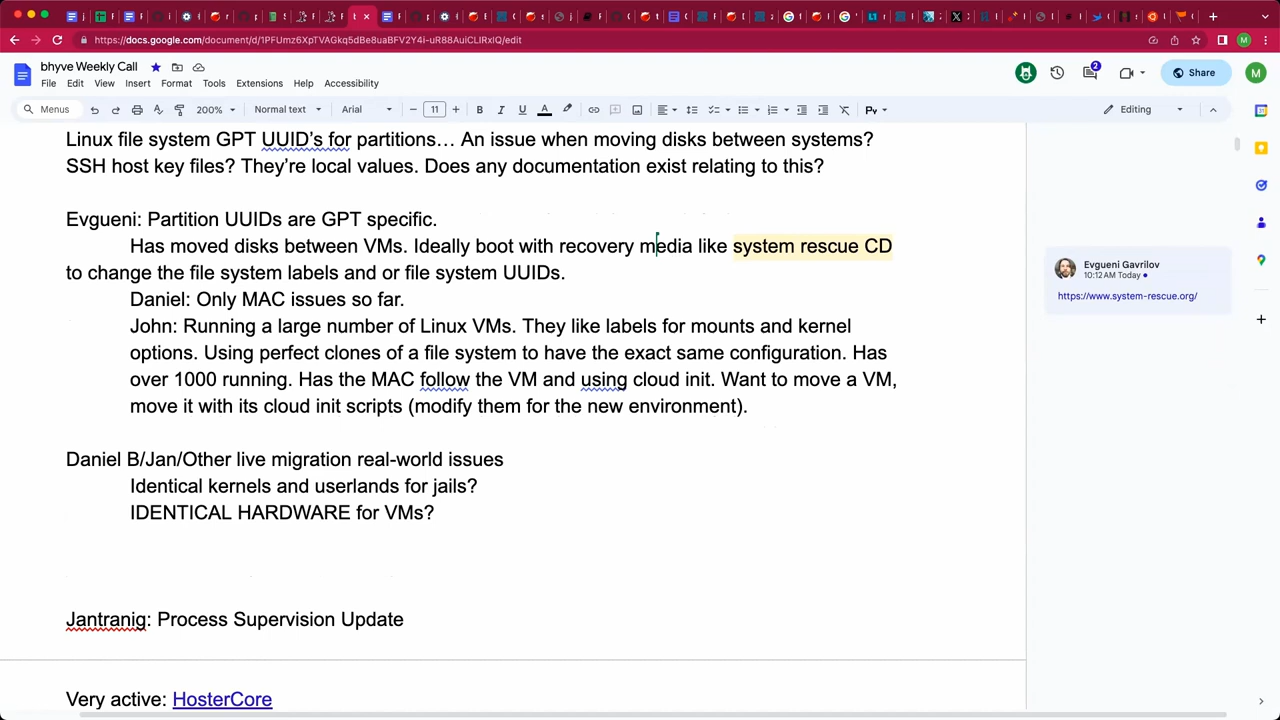 https://docs.google.com/document/d/1PFUmz6XpTVAGkq5dBe8uaBFV2Y4i-uR88AuiCLIRxIQ/edit
bhyve Weekly Call
File Edit View Insert Format Tools Extensions Help Accessibility
2
Share
M
Menus
200%
Normal text
Arial
11
Editing
Linux file system GPT UUID's for partitions… An issue when moving disks between systems?
SSH host key files? They're local values. Does any documentation exist relating to this?
Evgueni: Partition UUIDs are GPT specific.
Has moved disks between VMs. Ideally boot with recovery media like system rescue CD
to change the file system labels and or file system UUIDs.
Daniel: Only MAC issues so far.
John: Running a large number of Linux VMs. They like labels for mounts and kernel
options. Using perfect clones of a file system to have the exact same configuration. Has
over 1000 running. Has the MAC follow the VM and using cloud init. Want to move a VM,
move it with its cloud init scripts (modify them for the new environment).
Daniel B/Jan/Other live migration real-world issues
Identical kernels and userlands for jails?
IDENTICAL HARDWARE for VMs?
Jantranig: Process Supervision Update
Very active: HosterCore
Evgueni Gavrilov
10:12 AM Today
https://www.system-rescue.org/